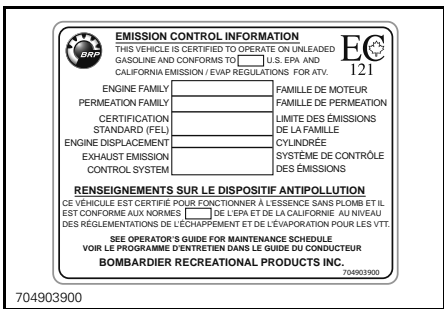 BRP
EMISSION CONTROL INFORMATION
THIS VEHICLE IS CERTIFIED TO OPERATE ON UNLEADED
GASOLINE AND CONFORMS TO U.S. EPA AND
CALIFORNIA EMISSION / EVAP REGULATIONS FOR ATV.
EC
121
ENGINE FAMILY FAMILLE DE MOTEUR
PERMEATION FAMILY FAMILLE DE PERMEATION
CERTIFICATION LIMITE DES ÉMISSIONS
STANDARD (FEL) DE LA FAMILLE
ENGINE DISPLACEMENT CYLINDRÉE
EXHAUST EMISSION SYSTÈME DE CONTRÔLE
CONTROL SYSTEM DES ÉMISSIONS
RENSEIGNEMENTS SUR LE DISPOSITIF ANTIPOLLUTION
CE VÉHICULE EST CERTIFIÉ POUR FONCTIONNER À L'ESSENCE SANS PLOMB ET IL
EST CONFORME AUX NORMES DE L'EPA ET DE LA CALIFORNIE AU NIVEAU
DES RÉGLEMENTATIONS DE L'ÉCHAPPEMENT ET DE L'ÉVAPORATION POUR LES VTT.
SEE OPERATOR'S GUIDE FOR MAINTENANCE SCHEDULE
VOIR LE PROGRAMME D'ENTRETIEN DANS LE GUIDE DU CONDUCTEUR
BOMBARDIER RECREATIONAL PRODUCTS INC.
704903900
704903900